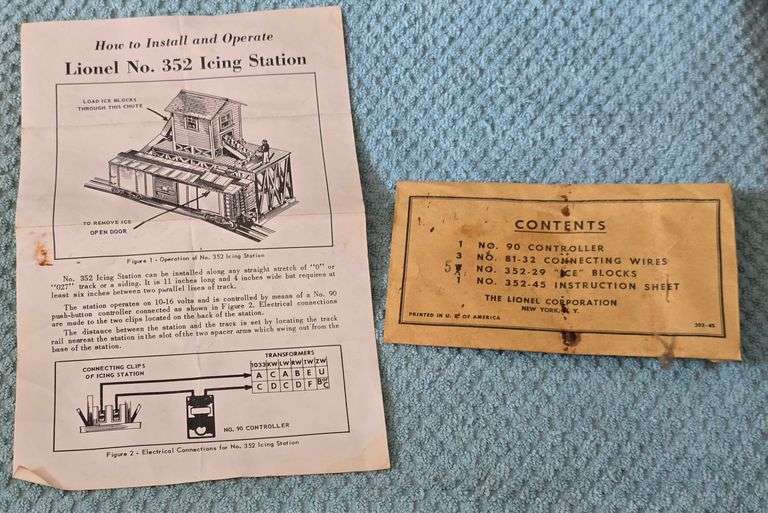 How to Install and Operate
Lionel No. 352 Icing Station
LOAD ICE BLOCKS
THROUGH THIS CHUTE
TO REMOVE ICE
OPEN DOOR
Figure 1 - Operation of No. 352 Icing Station
No. 352 Icing Station can be installed along any straight stretch of "0" or
"027" track or a siding. It is 11 inches long and 4 inches wide but requires at
least six inches between two parallel lines of track.
The station operates on 10-16 volts and is controlled by means of a No. 90
push-button controller connected as shown in Figure 2. Electrical connections
are made to the two clips located on the back of the station.
The distance between the station and the track is set by locating the track
rail nearest the station in the slot of the two spacer arms which swing out from the
base of the station.
TRANSFORMERS
CONNECTING CLIPS
OF ICING STATION
1033 KW LW RW TW ZW
A C A B E U
C D C D F B or C
NO. 90 CONTROLLER
Figure 2 - Electrical Connections for No. 352 Icing Station
CONTENTS
1 NO. 90 CONTROLLER
3 NO. 81-32 CONNECTING WIRES
5 NO. 352-29 "ICE" BLOCKS
1 NO. 352-45 INSTRUCTION SHEET
THE LIONEL CORPORATION
NEW YORK, N. Y.
PRINTED IN U. S. OF AMERICA